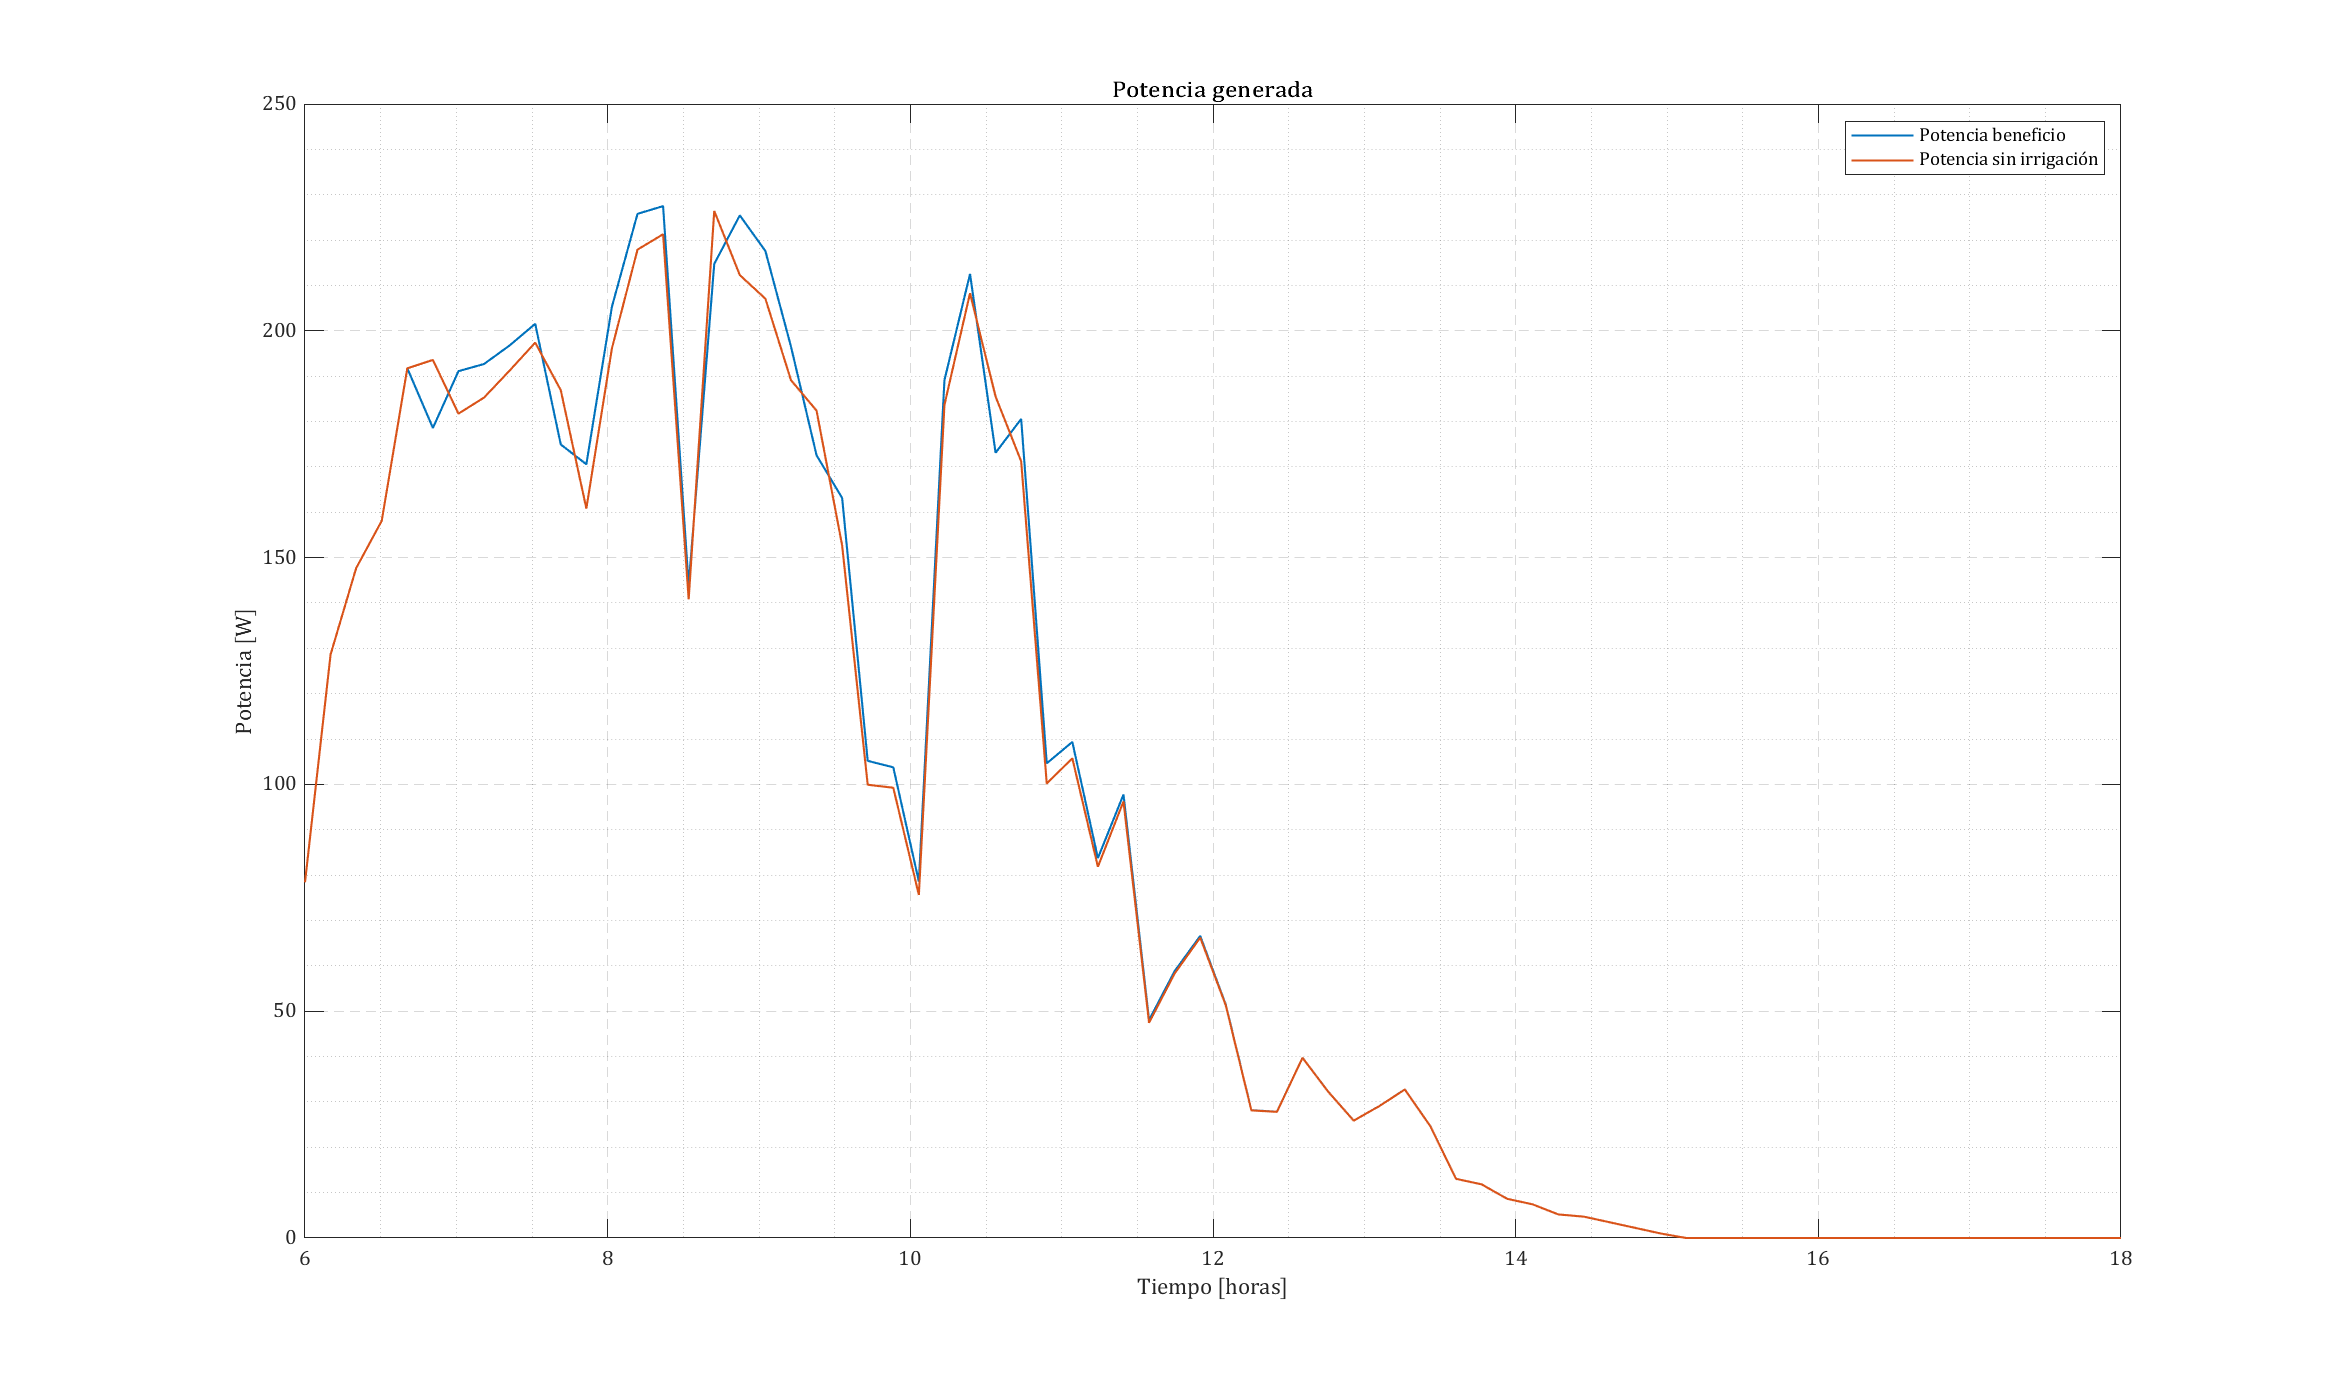 Potencia generada
250
200
150
100
50
0
Potencia [W]
Potencia beneficio
Potencia sin irrigación
6 8 10 12 14 16 18
Tiempo [horas]